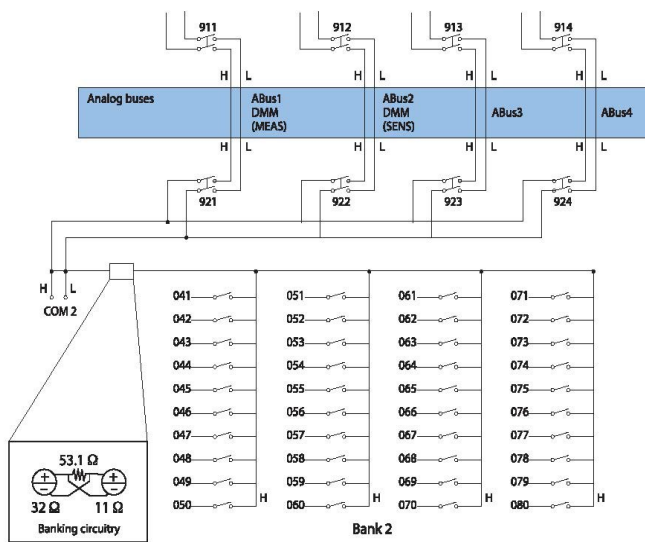 911 912 913 914
H L H L H L H L
Analog buses
ABus1
DMM
(MEAS)
ABus2
DMM
(SENS)
ABus3
ABus4
H L H L H L H L
921 922 923 924
H L
COM 2
041 051 061 071
042 052 062 072
043 053 063 073
044 054 064 074
045 055 065 075
046 056 066 076
047 057 067 077
048 058 068 078
049 059 069 079
050 H 060 H 070 H 080 H
53.1 Ω
32 Ω 11 Ω
Banking circuitry
Bank 2